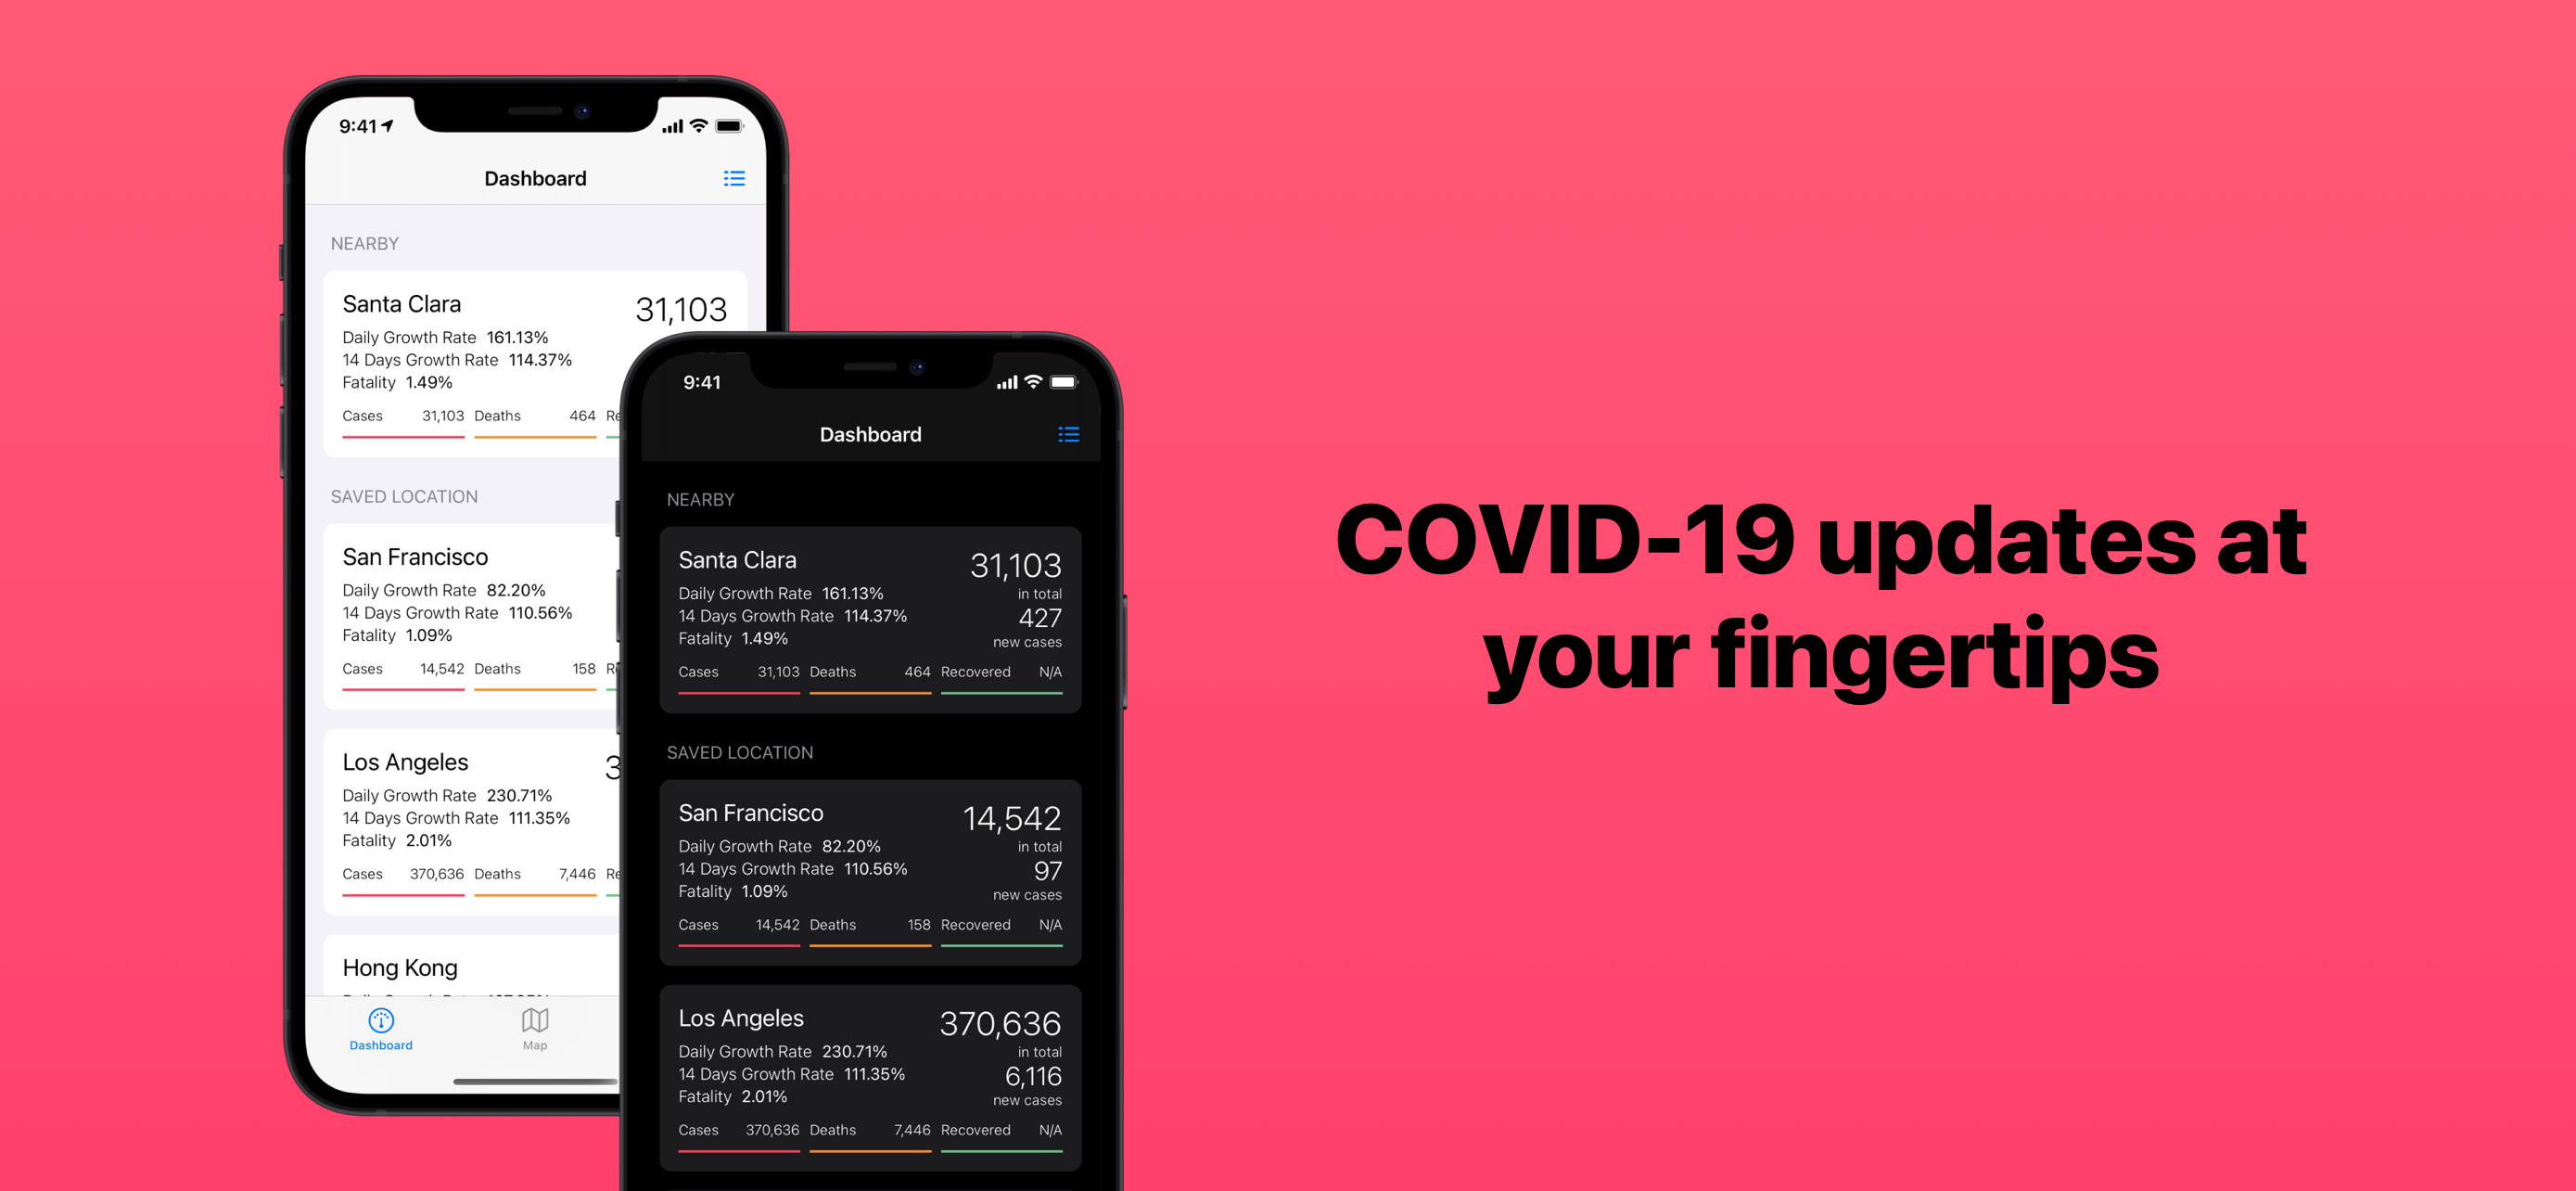 9:41
Dashboard
NEARBY
Santa Clara
31,103
Daily Growth Rate 161.13%
14 Days Growth Rate 114.37%
Fatality 1.49%
Cases 31,103 Deaths 464
SAVED LOCATION
San Francisco
Daily Growth Rate 82.20%
14 Days Growth Rate 110.56%
Fatality 1.09%
Cases 14,542 Deaths 158
Los Angeles
Daily Growth Rate 230.71%
14 Days Growth Rate 111.35%
Fatality 2.01%
Cases 370,636 Deaths 7,446
Hong Kong
Dashboard
Map
9:41
Dashboard
NEARBY
Santa Clara
31,103
Daily Growth Rate 161.13%
in total
14 Days Growth Rate 114.37%
427
Fatality 1.49%
new cases
Cases 31,103 Deaths 464 Recovered N/A
SAVED LOCATION
San Francisco
14,542
Daily Growth Rate 82.20%
in total
14 Days Growth Rate 110.56%
97
Fatality 1.09%
new cases
Cases 14,542 Deaths 158 Recovered N/A
Los Angeles
370,636
Daily Growth Rate 230.71%
in total
14 Days Growth Rate 111.35%
6,116
Fatality 2.01%
new cases
Cases 370,636 Deaths 7,446 Recovered N/A
COVID-19 updates at
your fingertips